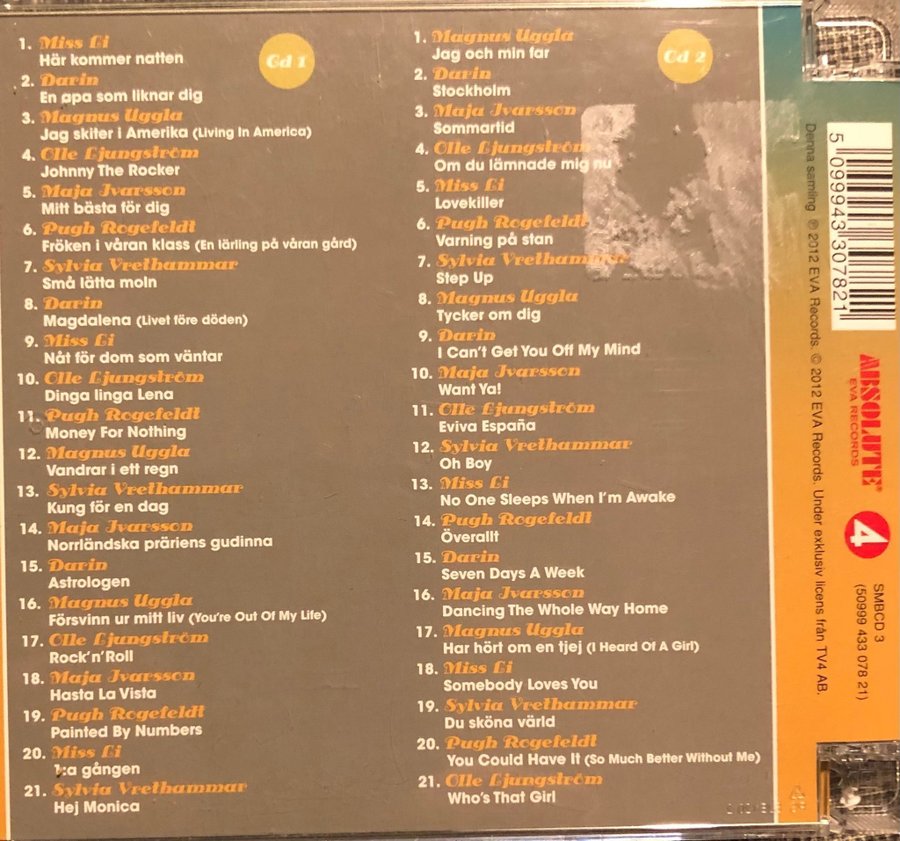 Cd 1
1. Miss Li
Här kommer natten
2. Darin
En apa som liknar dig
3. Magnus Uggla
Jag skiter i Amerika (Living In America)
4. Olle Ljungström
Johnny The Rocker
5. Maja Ivarsson
Mitt bästa för dig
6. Pugh Rogefeldt
Fröken i våran klass (En lärling på våran gård)
7. Sylvia Vrethammar
Små lätta moln
8. Darin
Magdalena (Livet före döden)
9. Miss Li
Nåt för dom som väntar
10. Olle Ljungström
Dinga linga Lena
11. Pugh Rogefeldt
Money For Nothing
12. Magnus Uggla
Vandrar i ett regn
13. Sylvia Vrethammar
Kung för en dag
14. Maja Ivarsson
Norrländska präriens gudinna
15. Darin
Astrologen
16. Magnus Uggla
Försvinn ur mitt liv (You're Out Of My Life)
17. Olle Ljungström
Rock'n'Roll
18. Maja Ivarsson
Hasta La Vista
19. Pugh Rogefeldt
Painted By Numbers
20. Miss Li
1:a gången
21. Sylvia Vrethammar
Hej Monica
Cd 2
1. Magnus Uggla
Jag och min far
2. Darin
Stockholm
3. Maja Ivarsson
Sommartid
4. Olle Ljungström
Om du lämnade mig nu
5. Miss Li
Lovekiller
6. Pugh Rogefeldt
Varning på stan
7. Sylvia Vrethammar
Step Up
8. Magnus Uggla
Tycker om dig
9. Darin
I Can't Get You Off My Mind
10. Maja Ivarsson
Want Ya!
11. Olle Ljungström
Eviva España
12. Sylvia Vrethammar
Oh Boy
13. Miss Li
No One Sleeps When I'm Awake
14. Pugh Rogefeldt
Överallt
15. Darin
Seven Days A Week
16. Maja Ivarsson
Dancing The Whole Way Home
17. Magnus Uggla
Har hört om en tjej (I Heard Of A Girl)
18. Miss Li
Somebody Loves You
19. Sylvia Vrethammar
Du sköna värld
20. Pugh Rogefeldt
You Could Have It (So Much Better Without Me)
21. Olle Ljungström
Who's That Girl
Denna samling ℗ 2012 EVA Records. © 2012 EVA Records. Under exklusiv licens från TV4 AB.
5 099943 307821
ABSOLUTE®
EVA RECORDS
4
SMBCD 3
(50999 433 078 21)